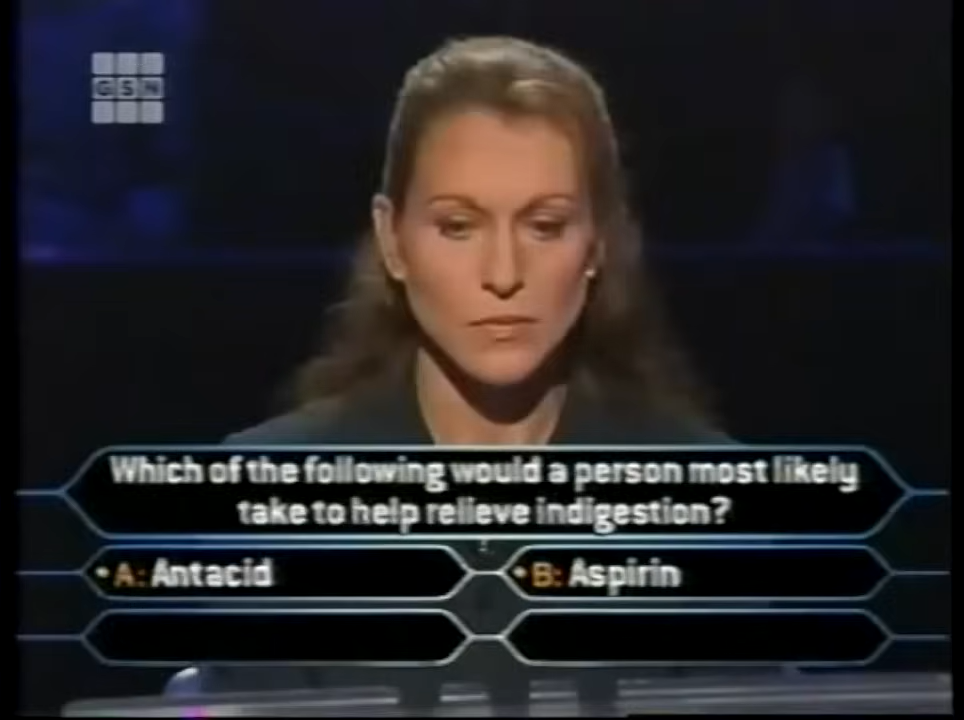 GSN
Which of the following would a person most likely
take to help relieve indigestion?
A: Antacid
B: Aspirin